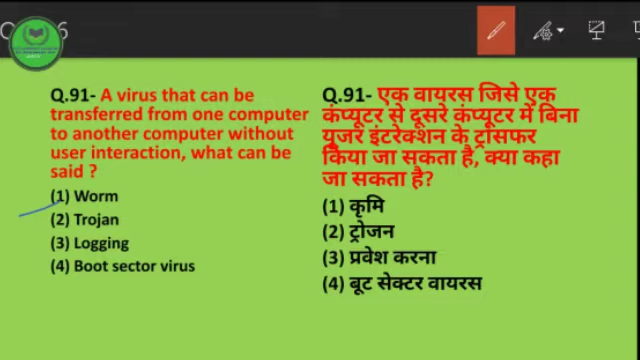 Q.91- A virus that can be
transferred from one computer
to another computer without
user interaction, what can be
said ?
(1) Worm
(2) Trojan
(3) Logging
(4) Boot sector virus
Q.91- एक वायरस जिसे एक
कंप्यूटर से दूसरे कंप्यूटर में बिना
यूजर इंटरेक्शन के ट्रांसफर
किया जा सकता है, क्या कहा
जा सकता है?
(1) कृमि
(2) ट्रोजन
(3) प्रवेश करना
(4) बूट सेक्टर वायरस